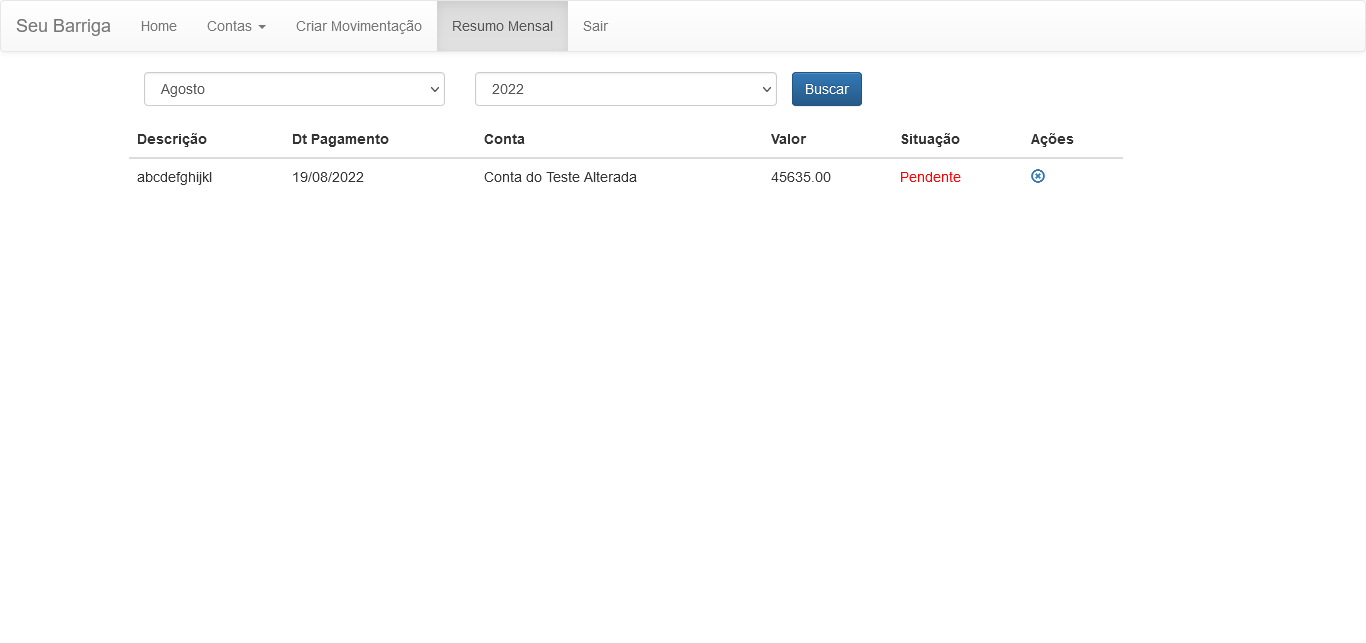 Seu Barriga Home Contas Criar Movimentação Resumo Mensal Sair
Agosto 2022 Buscar
Descrição Dt Pagamento Conta Valor Situação Ações
abcdefghijkl 19/08/2022 Conta do Teste Alterada 45635.00 Pendente